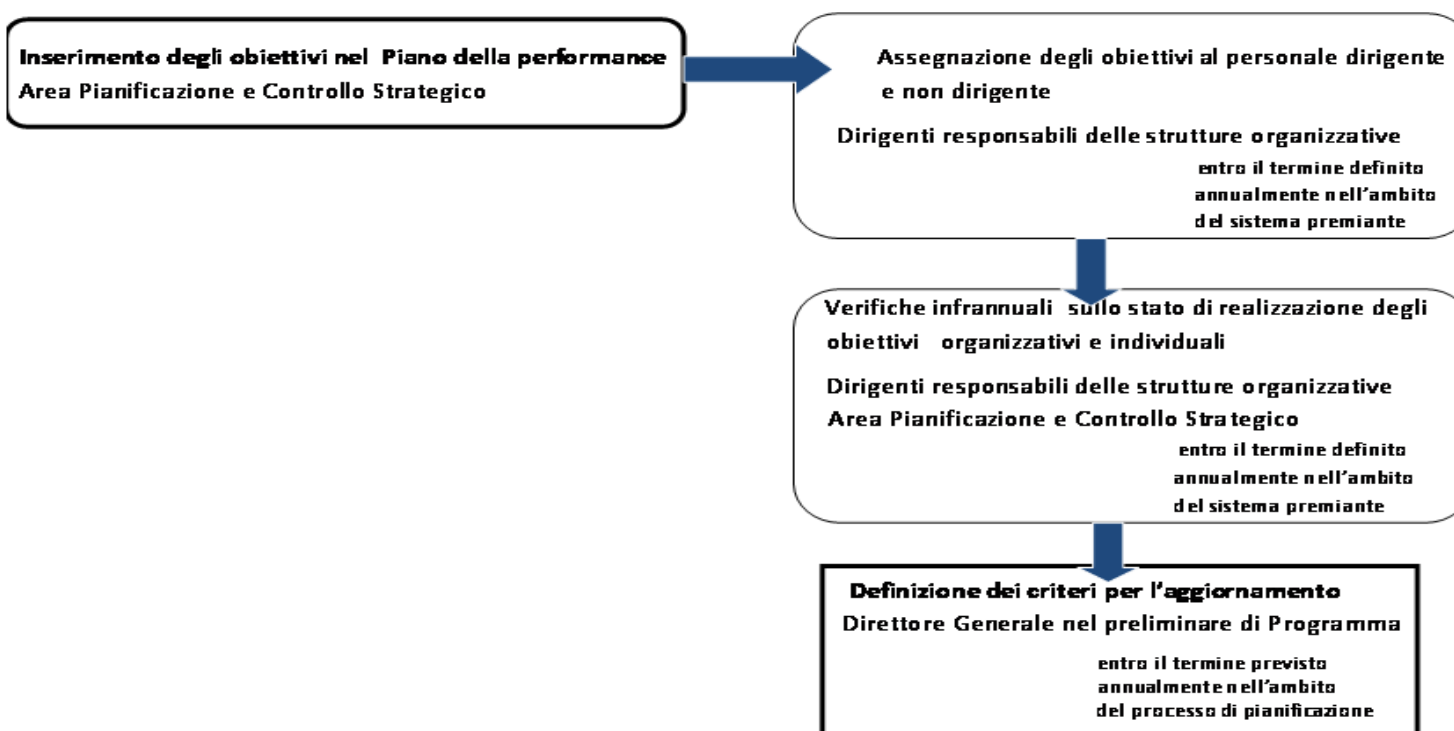 Inserimento degli obiettivi nel Piano della performance
Area Pianificazione e Controllo Strategico
Assegnazione degli obiettivi al personale dirigente
e non dirigente
Dirigenti responsabili delle strutture organizzative
entro il termine definito
annualmente nell'ambito
del sistema premiante
Verifiche infrannuali sullo stato di realizzazione degli
obiettivi organizzativi e individuali
Dirigenti responsabili delle strutture organizzative
Area Pianificazione e Controllo Strategico
entro il termine definito
annualmente nell'ambito
del sistema premiante
Definizione dei criteri per l'aggiornamento
Direttore Generale nel preliminare di Programma
entro il termine previsto
annualmente nell'ambito
del processo di pianificazione